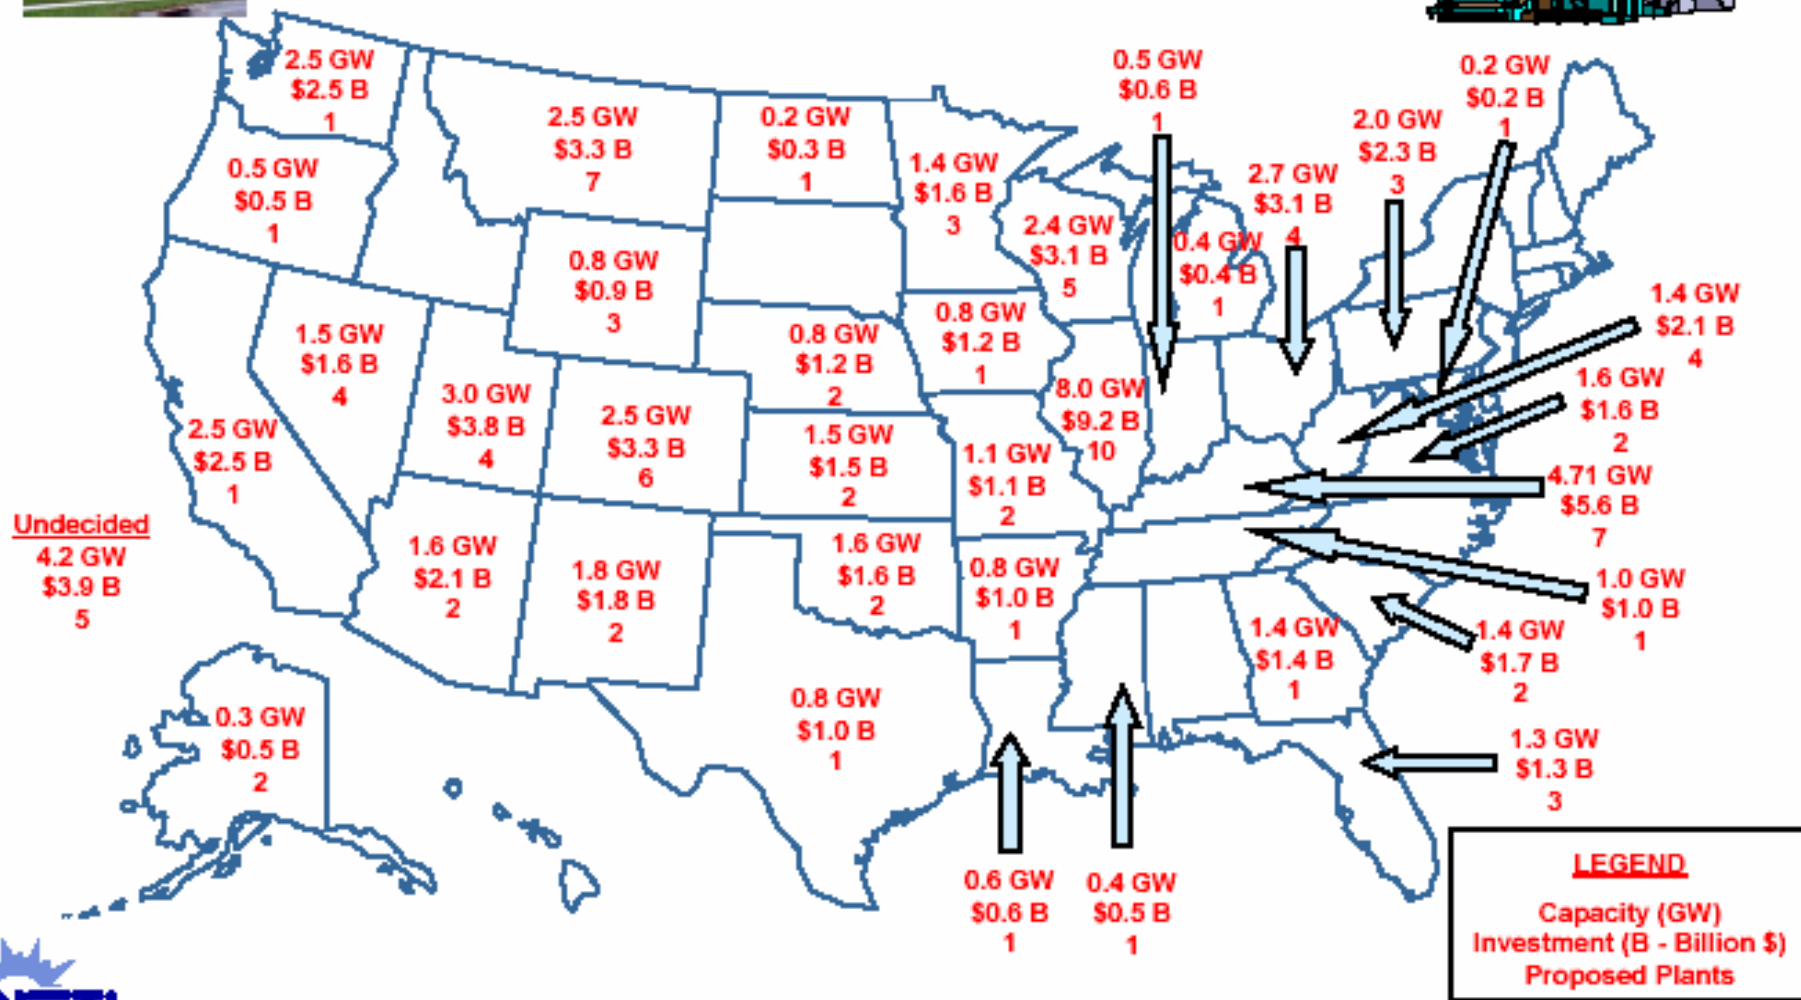 2.5 GW
$2.5 B
1
0.5 GW
$0.5 B
1
2.5 GW
$3.3 B
7
0.2 GW
$0.3 B
1
1.4 GW
$1.6 B
3
0.5 GW
$0.6 B
1
2.4 GW
$3.1 B
5
0.4 GW
$0.4 B
1
2.7 GW
$3.1 B
4
2.0 GW
$2.3 B
3
0.2 GW
$0.2 B
1
0.8 GW
$0.9 B
3
1.5 GW
$1.6 B
4
3.0 GW
$3.8 B
4
2.5 GW
$3.3 B
6
0.8 GW
$1.2 B
2
0.8 GW
$1.2 B
1
8.0 GW
$9.2 B
10
1.4 GW
$2.1 B
4
1.6 GW
$1.6 B
2
2.5 GW
$2.5 B
1
1.5 GW
$1.5 B
2
1.1 GW
$1.1 B
2
4.71 GW
$5.6 B
7
Undecided
4.2 GW
$3.9 B
5
1.6 GW
$2.1 B
2
1.8 GW
$1.8 B
2
1.6 GW
$1.6 B
2
0.8 GW
$1.0 B
1
1.0 GW
$1.0 B
1
1.4 GW
$1.4 B
1
1.4 GW
$1.7 B
2
0.3 GW
$0.5 B
2
0.8 GW
$1.0 B
1
1.3 GW
$1.3 B
3
0.6 GW
$0.6 B
1
0.4 GW
$0.5 B
1
LEGEND
Capacity (GW)
Investment (B - Billion $)
Proposed Plants